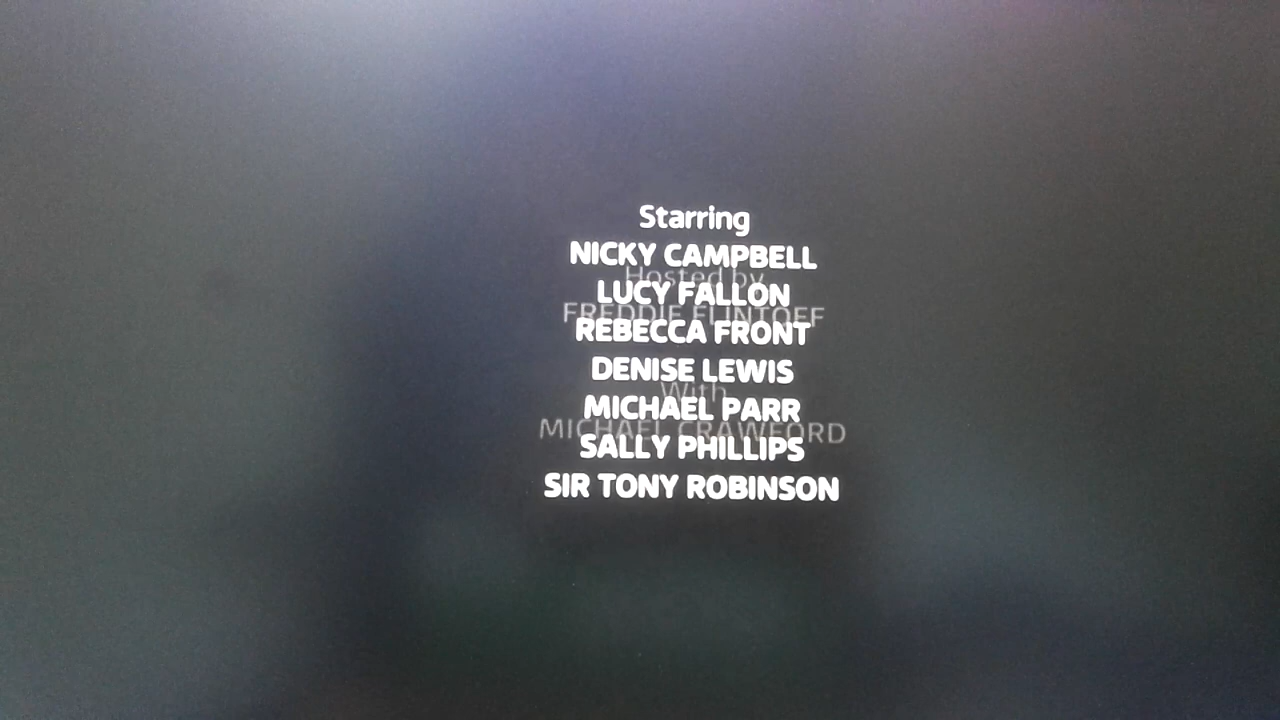 Starring
NICKY CAMPBELL
Hosted by
LUCY FALLON
FREDDIE FLINTOFF
REBECCA FRONT
DENISE LEWIS
With
MICHAEL PARR
MICHAEL CRAWFORD
SALLY PHILLIPS
SIR TONY ROBINSON